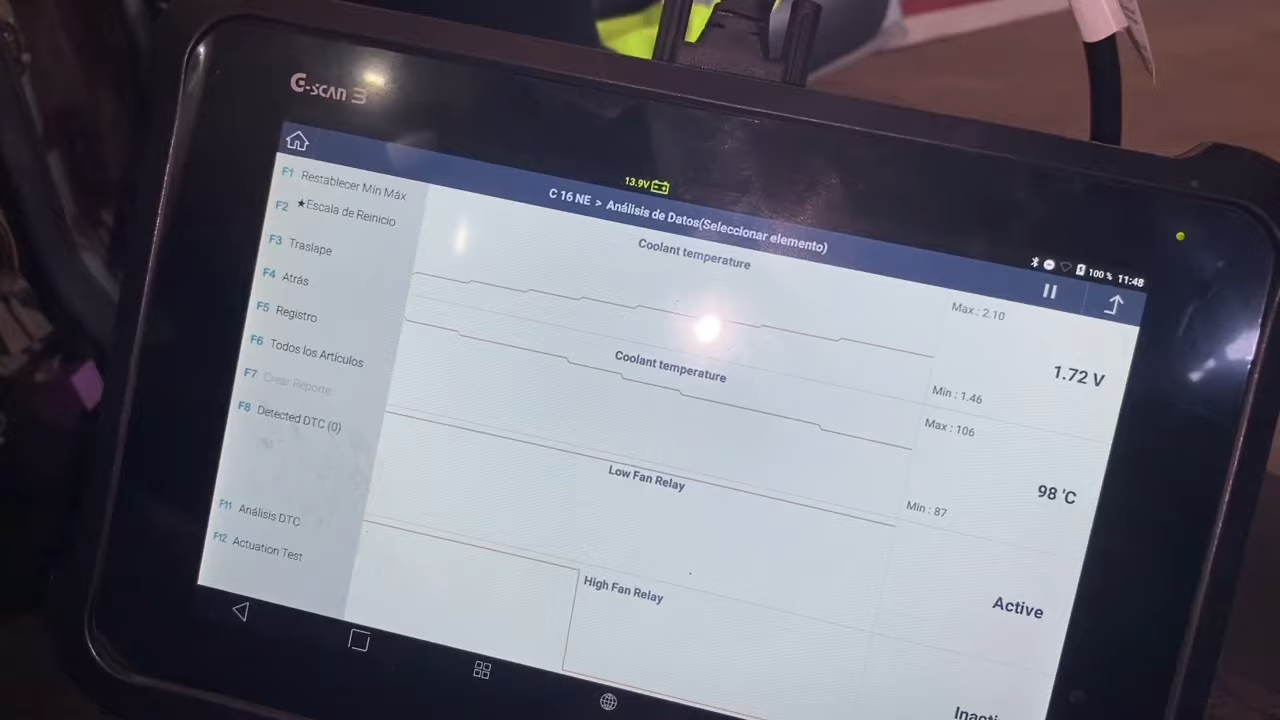 G-SCAN 3
13.9V
C 16 NE > Análisis de Datos(Seleccionar elemento)
100 % 11:48
F1 Restablecer Mín Máx
F2 ★Escala de Reinicio
F3 Traslape
F4 Atrás
F5 Registro
F6 Todos los Artículos
F7 Crear Reporte
F8 Detected DTC (0)
F11 Análisis DTC
F12 Actuation Test
Coolant temperature
Max : 2.10
1.72 V
Min : 1.46
Coolant temperature
Max : 106
98 'C
Min : 87
Low Fan Relay
Active
High Fan Relay